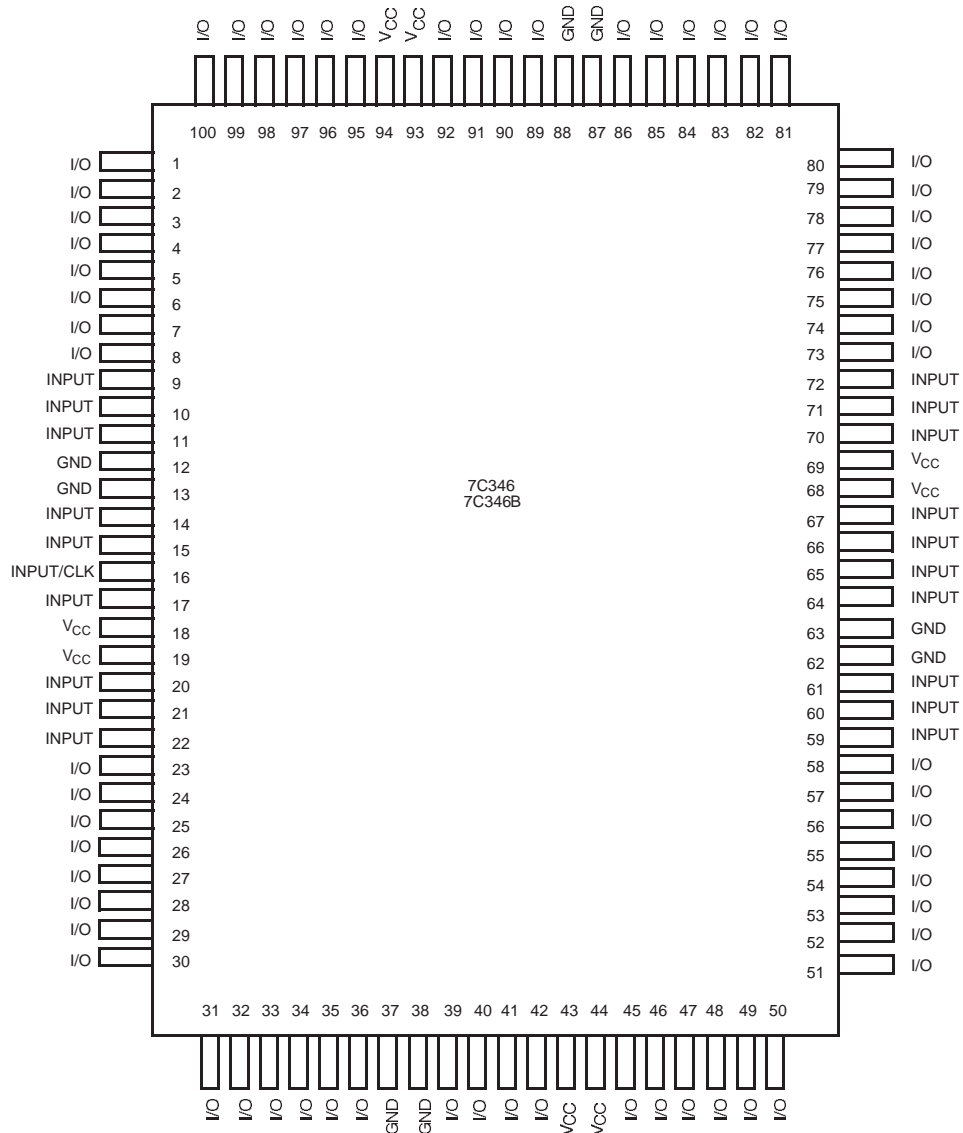 I/O I/O I/O I/O I/O I/O VCC VCC I/O I/O I/O I/O GND GND I/O I/O I/O I/O I/O I/O
100 99 98 97 96 95 94 93 92 91 90 89 88 87 86 85 84 83 82 81
I/O 1 80 I/O
I/O 2 79 I/O
I/O 3 78 I/O
I/O 4 77 I/O
I/O 5 76 I/O
I/O 6 75 I/O
I/O 7 74 I/O
I/O 8 73 I/O
INPUT 9 72 INPUT
INPUT 10 71 INPUT
INPUT 11 70 INPUT
GND 12 69 VCC
GND 13 7C346 68 VCC
7C346B
INPUT 14 67 INPUT
INPUT 15 66 INPUT
INPUT/CLK 16 65 INPUT
INPUT 17 64 INPUT
VCC 18 63 GND
VCC 19 62 GND
INPUT 20 61 INPUT
INPUT 21 60 INPUT
INPUT 22 59 INPUT
I/O 23 58 I/O
I/O 24 57 I/O
I/O 25 56 I/O
I/O 26 55 I/O
I/O 27 54 I/O
I/O 28 53 I/O
I/O 29 52 I/O
I/O 30 51 I/O
31 32 33 34 35 36 37 38 39 40 41 42 43 44 45 46 47 48 49 50
I/O I/O I/O I/O I/O I/O GND GND I/O I/O I/O I/O VCC VCC I/O I/O I/O I/O I/O I/O